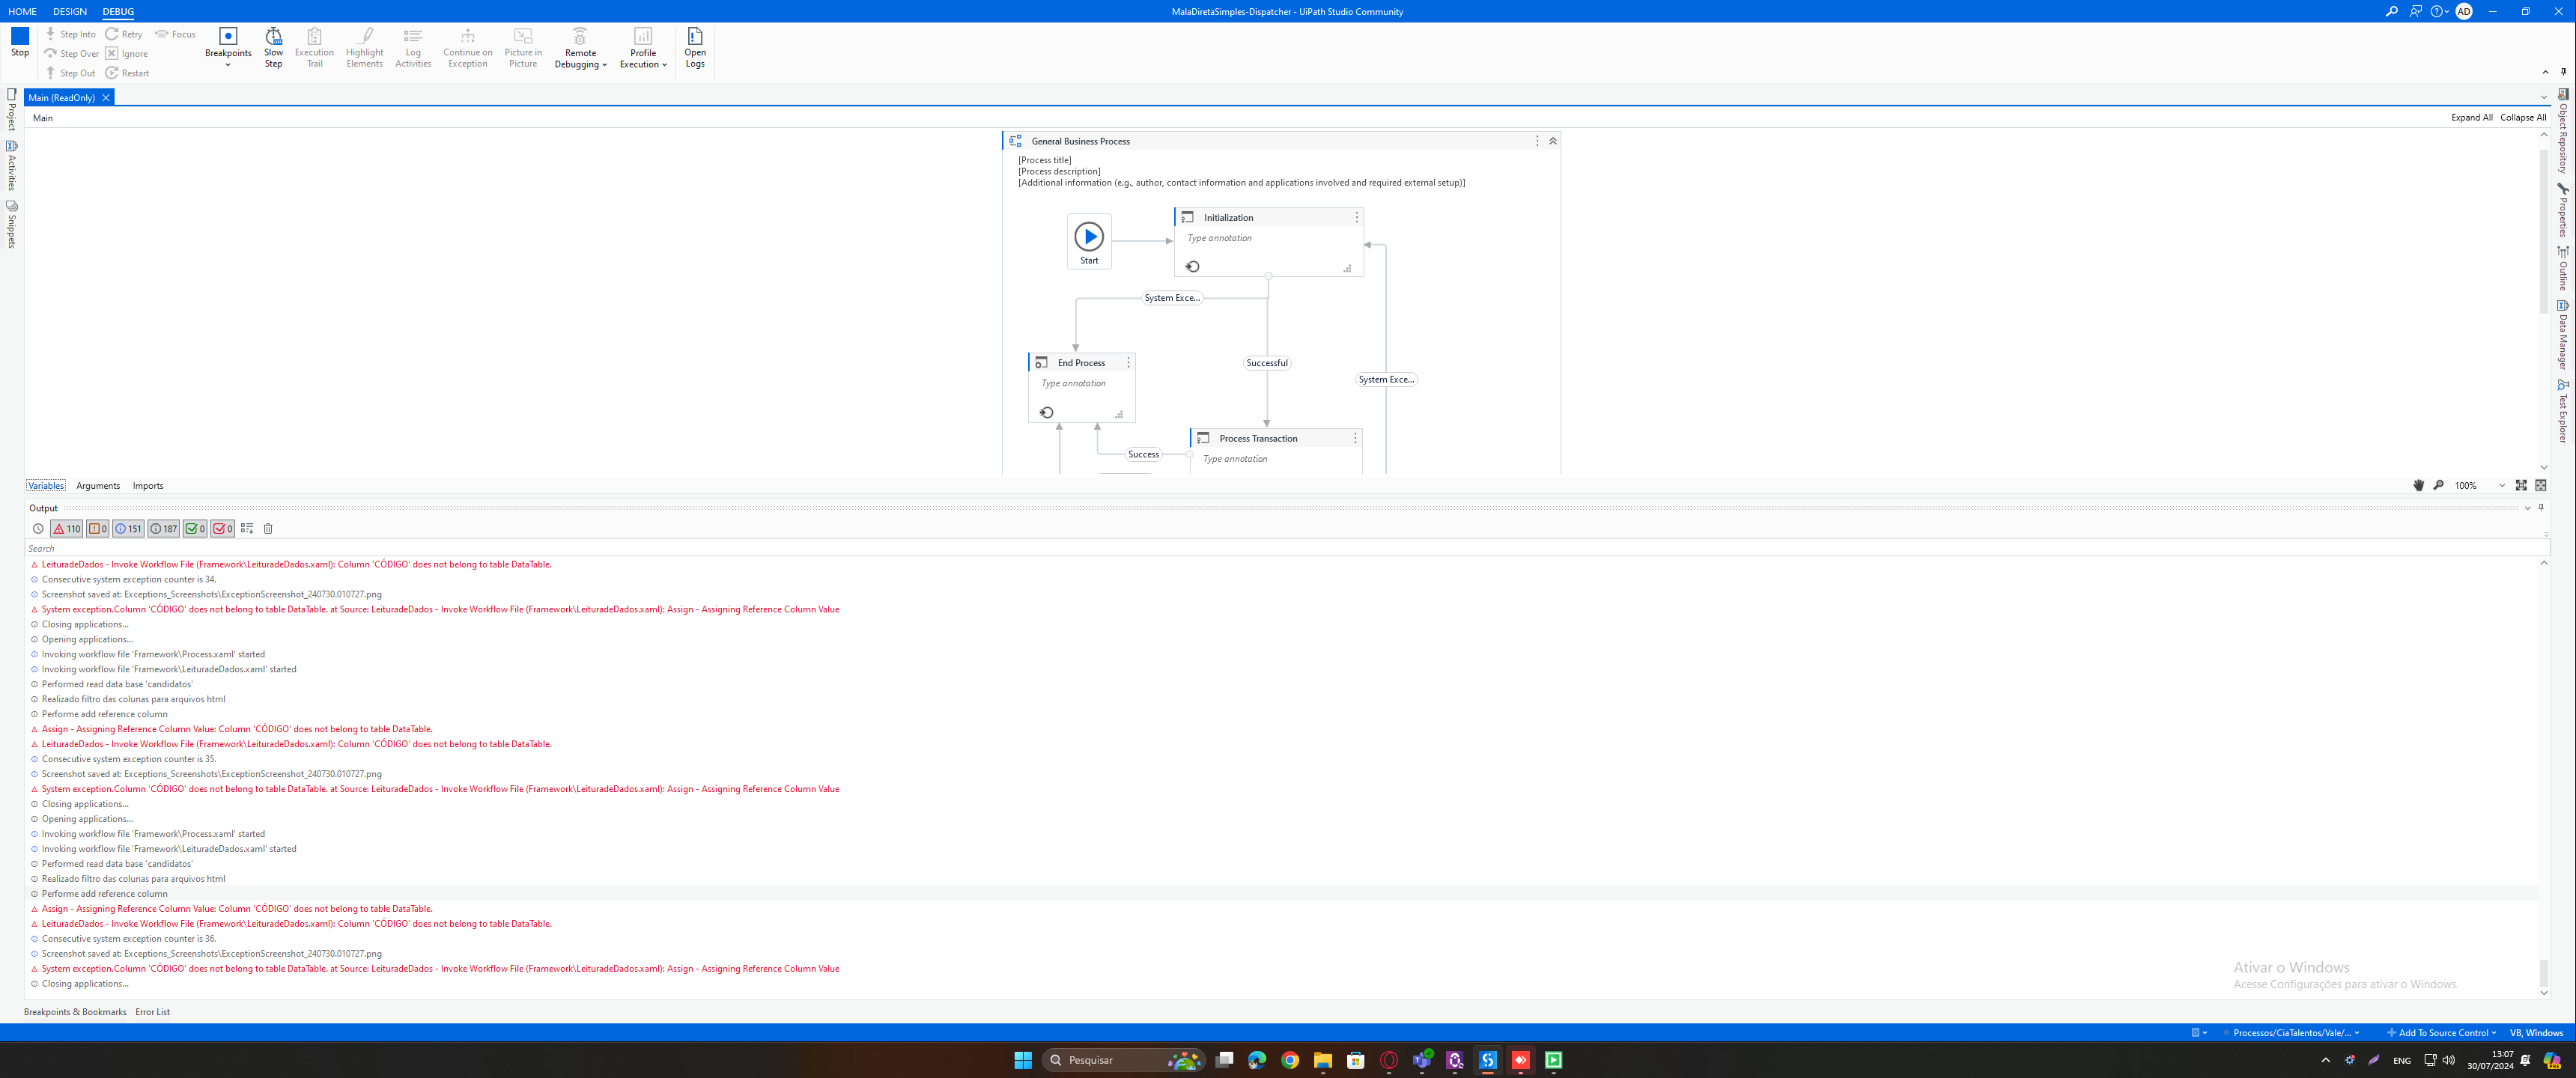 HOME DESIGN DEBUG
MalaDiretaSimples-Dispatcher - UiPath Studio Community
AD
Stop
Step Into
Step Over
Step Out
Retry
Ignore
Restart
Focus
Breakpoints
Slow Step
Execution Trail
Highlight Elements
Log Activities
Continue on Exception
Picture in Picture
Remote Debugging
Profile Execution
Open Logs
Project
Activities
Snippets
Main (ReadOnly)
Main
Expand All Collapse All
Object Repository
Properties
Outline
Data Manager
Test Explorer
General Business Process
[Process title]
[Process description]
[Additional information (e.g., author, contact information and applications involved and required external setup)]
Start
Initialization
Type annotation
System Exce...
End Process
Type annotation
Successful
System Exce...
Process Transaction
Success
Type annotation
Variables Arguments Imports
100%
Output
110 0 151 187 0 0
Search
LeituradeDados - Invoke Workflow File (Framework\LeituradeDados.xaml): Column 'CÓDIGO' does not belong to table DataTable.
Consecutive system exception counter is 34.
Screenshot saved at: Exceptions_Screenshots\ExceptionScreenshot_240730.010727.png
System exception.Column 'CÓDIGO' does not belong to table DataTable. at Source: LeituradeDados - Invoke Workflow File (Framework\LeituradeDados.xaml): Assign - Assigning Reference Column Value
Closing applications...
Opening applications...
Invoking workflow file 'Framework\Process.xaml' started
Invoking workflow file 'Framework\LeituradeDados.xaml' started
Performed read data base 'candidatos'
Realizado filtro das colunas para arquivos html
Performe add reference column
Assign - Assigning Reference Column Value: Column 'CÓDIGO' does not belong to table DataTable.
LeituradeDados - Invoke Workflow File (Framework\LeituradeDados.xaml): Column 'CÓDIGO' does not belong to table DataTable.
Consecutive system exception counter is 35.
Screenshot saved at: Exceptions_Screenshots\ExceptionScreenshot_240730.010727.png
System exception.Column 'CÓDIGO' does not belong to table DataTable. at Source: LeituradeDados - Invoke Workflow File (Framework\LeituradeDados.xaml): Assign - Assigning Reference Column Value
Closing applications...
Opening applications...
Invoking workflow file 'Framework\Process.xaml' started
Invoking workflow file 'Framework\LeituradeDados.xaml' started
Performed read data base 'candidatos'
Realizado filtro das colunas para arquivos html
Performe add reference column
Assign - Assigning Reference Column Value: Column 'CÓDIGO' does not belong to table DataTable.
LeituradeDados - Invoke Workflow File (Framework\LeituradeDados.xaml): Column 'CÓDIGO' does not belong to table DataTable.
Consecutive system exception counter is 36.
Screenshot saved at: Exceptions_Screenshots\ExceptionScreenshot_240730.010727.png
System exception.Column 'CÓDIGO' does not belong to table DataTable. at Source: LeituradeDados - Invoke Workflow File (Framework\LeituradeDados.xaml): Assign - Assigning Reference Column Value
Closing applications...
Ativar o Windows
Acesse Configurações para ativar o Windows.
Breakpoints & Bookmarks Error List
Processos/CiaTalentos/Vale/... Add To Source Control VB, Windows
Pesquisar
ENG
13:07
30/07/2024